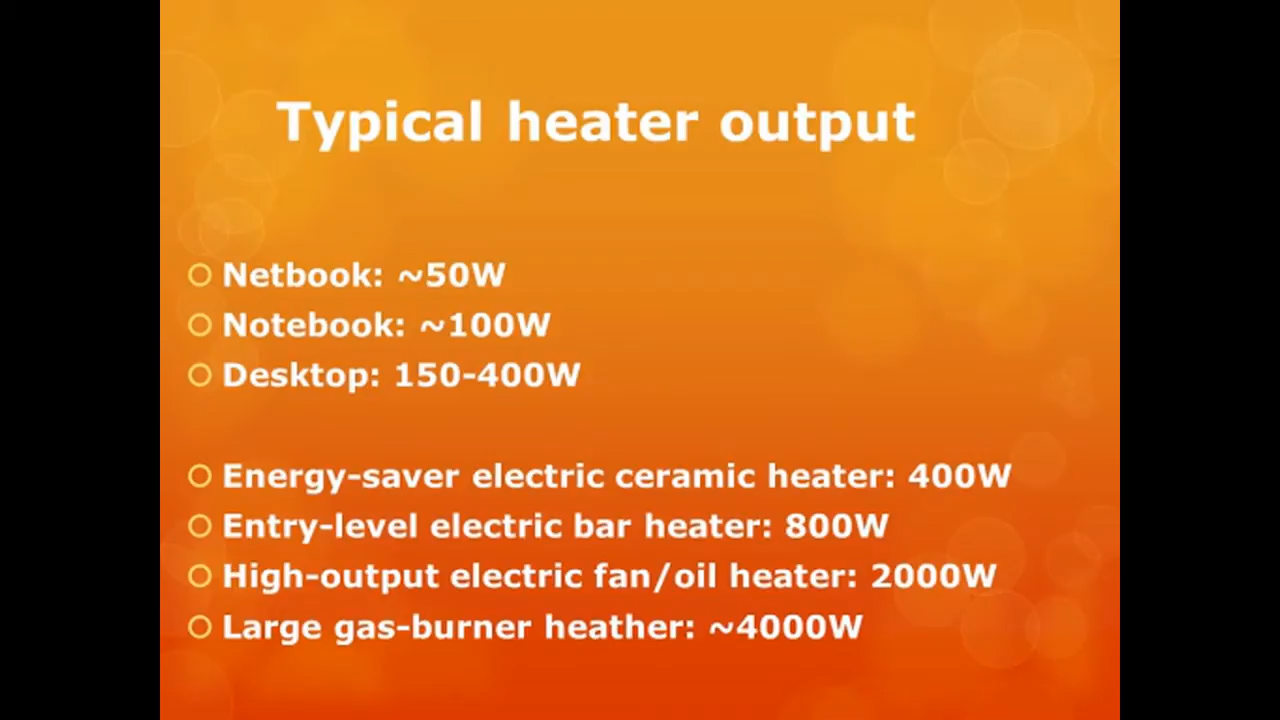 Typical heater output
Netbook: ~50W
Notebook: ~100W
Desktop: 150-400W
Energy-saver electric ceramic heater: 400W
Entry-level electric bar heater: 800W
High-output electric fan/oil heater: 2000W
Large gas-burner heather: ~4000W